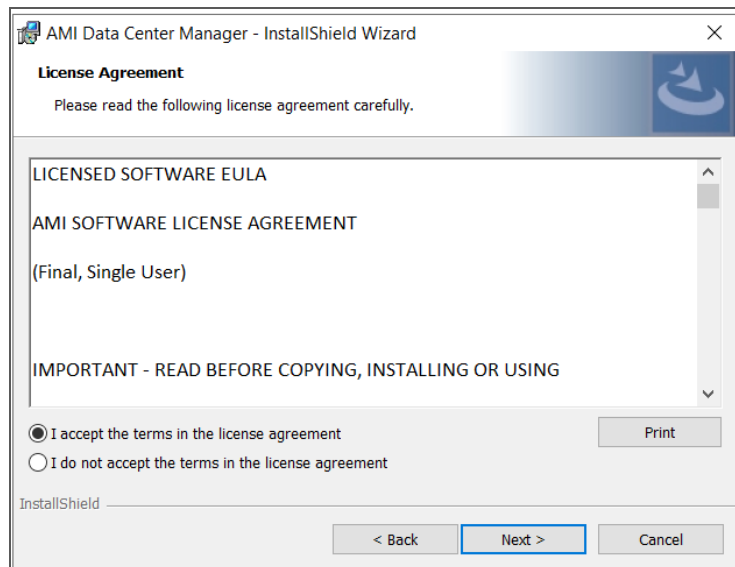 AMI Data Center Manager - InstallShield Wizard
License Agreement
Please read the following license agreement carefully.
LICENSED SOFTWARE EULA
AMI SOFTWARE LICENSE AGREEMENT
(Final, Single User)
IMPORTANT - READ BEFORE COPYING, INSTALLING OR USING
I accept the terms in the license agreement
Print
I do not accept the terms in the license agreement
InstallShield
< Back
Next >
Cancel